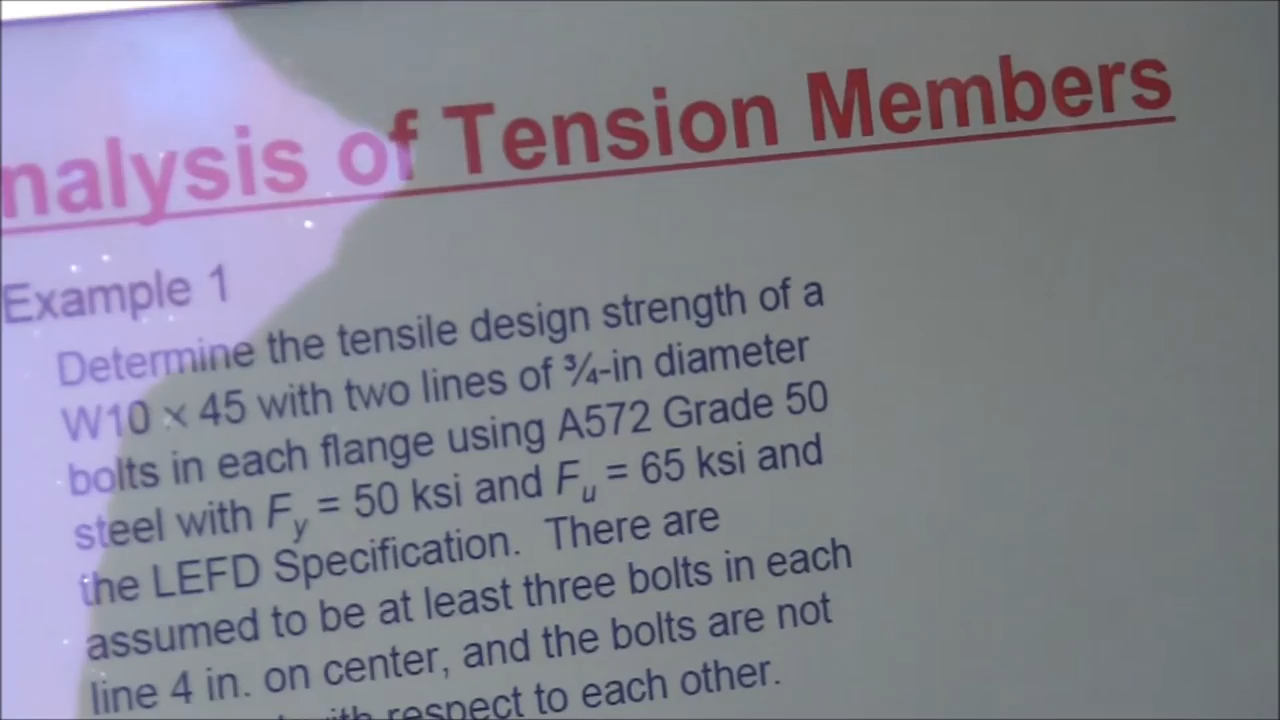 nalysis of Tension Members
Example 1
Determine the tensile design strength of a
W10 × 45 with two lines of ¾-in diameter
bolts in each flange using A572 Grade 50
steel with Fy = 50 ksi and Fu = 65 ksi and
the LEFD Specification. There are
assumed to be at least three bolts in each
line 4 in. on center, and the bolts are not
with respect to each other.